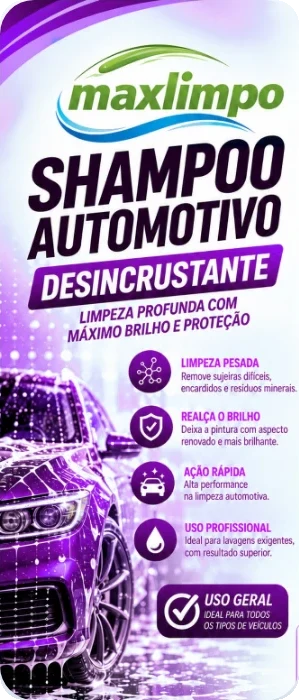 maxlimpo
SHAMPOO
AUTOMOTIVO
DESINCRUSTANTE
LIMPEZA PROFUNDA COM
MÁXIMO BRILHO E PROTEÇÃO
LIMPEZA PESADA
Remove sujeiras difíceis,
encardidos e resíduos minerais.
REALÇA O BRILHO
Deixa a pintura com aspecto
renovado e mais brilhante.
AÇÃO RÁPIDA
Alta performance
na limpeza automotiva.
USO PROFISSIONAL
Ideal para lavagens exigentes,
com resultado superior.
USO GERAL
IDEAL PARA TODOS
OS TIPOS DE VEÍCULOS